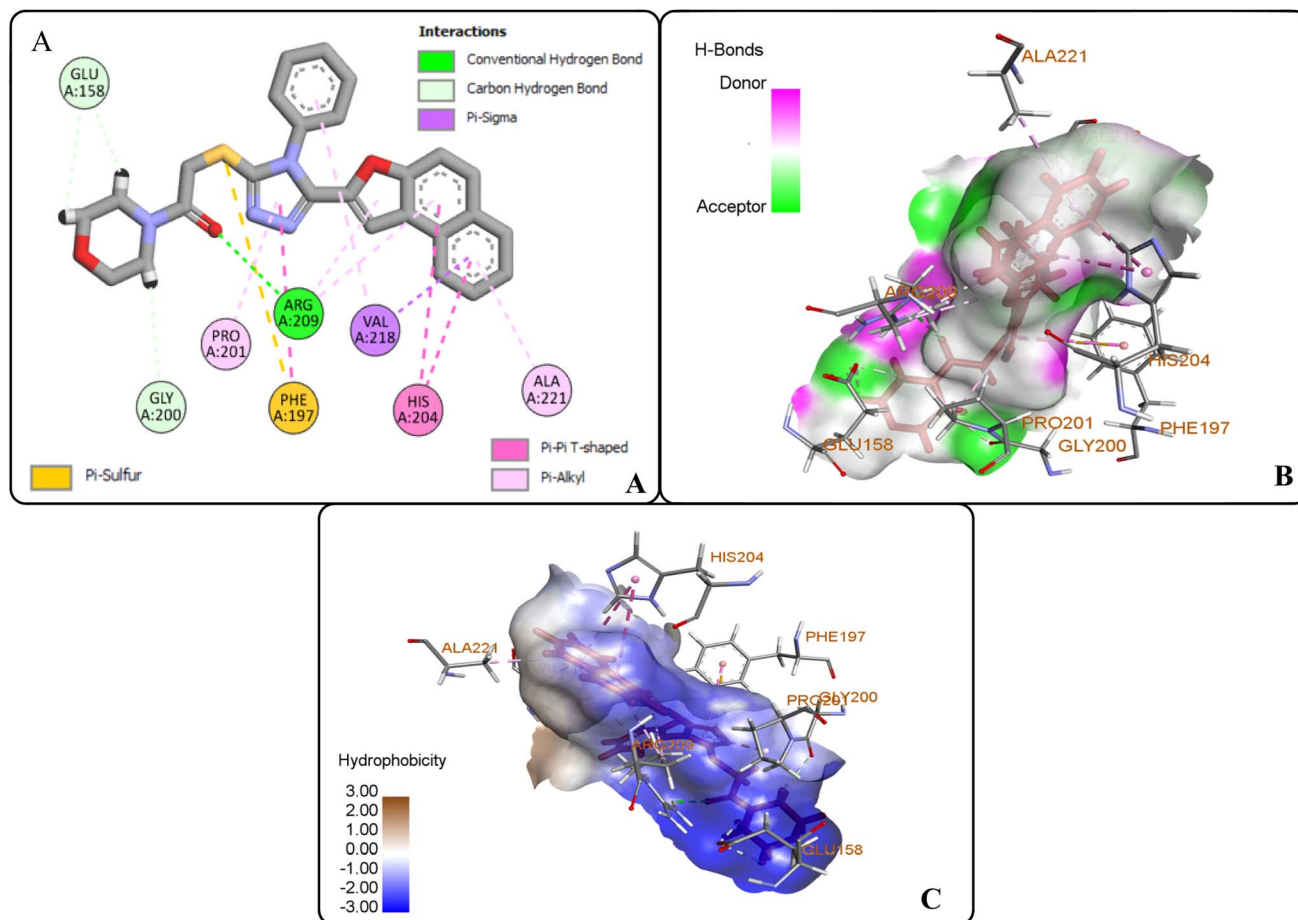 A
Interactions
Conventional Hydrogen Bond
Carbon Hydrogen Bond
Pi-Sigma
GLU
A:158
ARG
A:209
PRO
A:201
VAL
A:218
GLY
A:200
PHE
A:197
HIS
A:204
ALA
A:221
Pi-Sulfur
Pi-Pi T-shaped
Pi-Alkyl
A
H-Bonds
Donor
Acceptor
ALA221
HIS204
PRO201
GLY200
PHE197
GLU158
B
HIS204
ALA221
PHE197
GLY200
PRO201
ARG209
GLU158
Hydrophobicity
3.00
2.00
1.00
0.00
-1.00
-2.00
-3.00
C